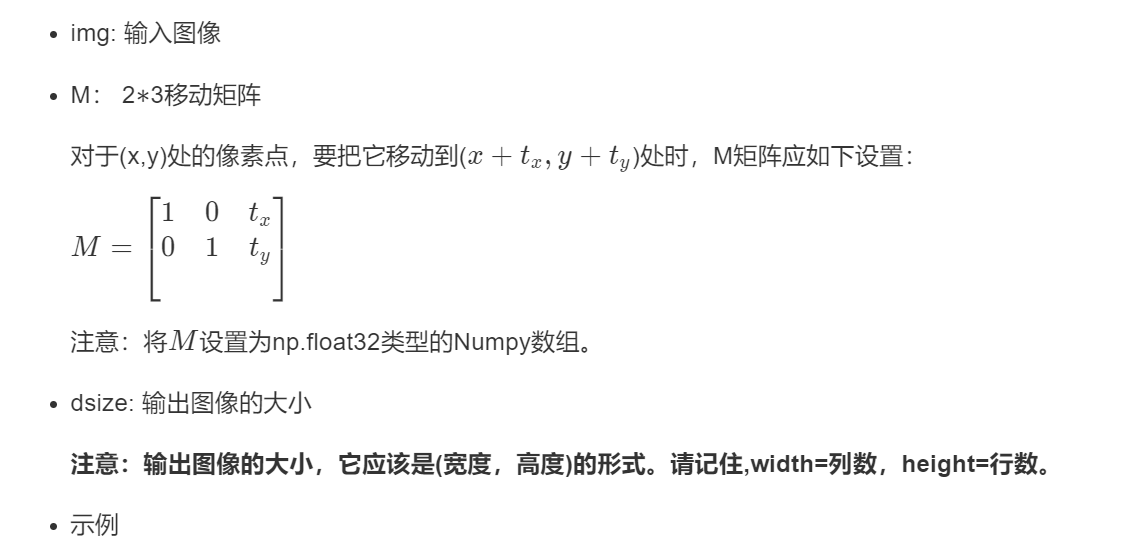 img: 输入图像
M： 2*3移动矩阵
对于(x,y)处的像素点，要把它移动到(x + t_x, y + t_y)处时，M矩阵应如下设置：
M = [1 0 t_x
0 1 t_y]
注意：将M设置为np.float32类型的Numpy数组。
dsize: 输出图像的大小
注意：输出图像的大小，它应该是(宽度，高度)的形式。请记住,width=列数，height=行数。
示例